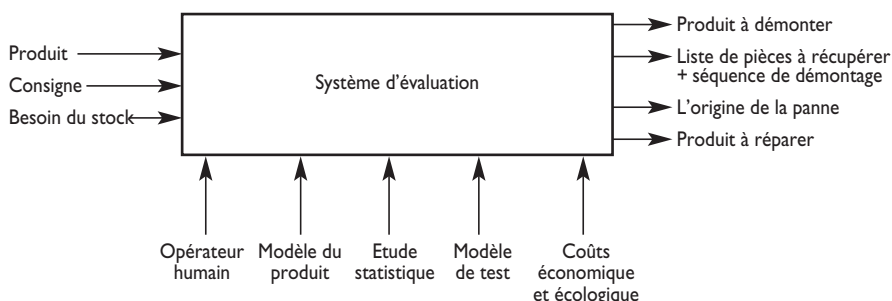 Produit
Consigne
Besoin du stock
Système d'évaluation
Produit à démonter
Liste de pièces à récupérer
+ séquence de démontage
L'origine de la panne
Produit à réparer
Opérateur
humain
Modèle du
produit
Etude
statistique
Modèle
de test
Coûts
économique
et écologique